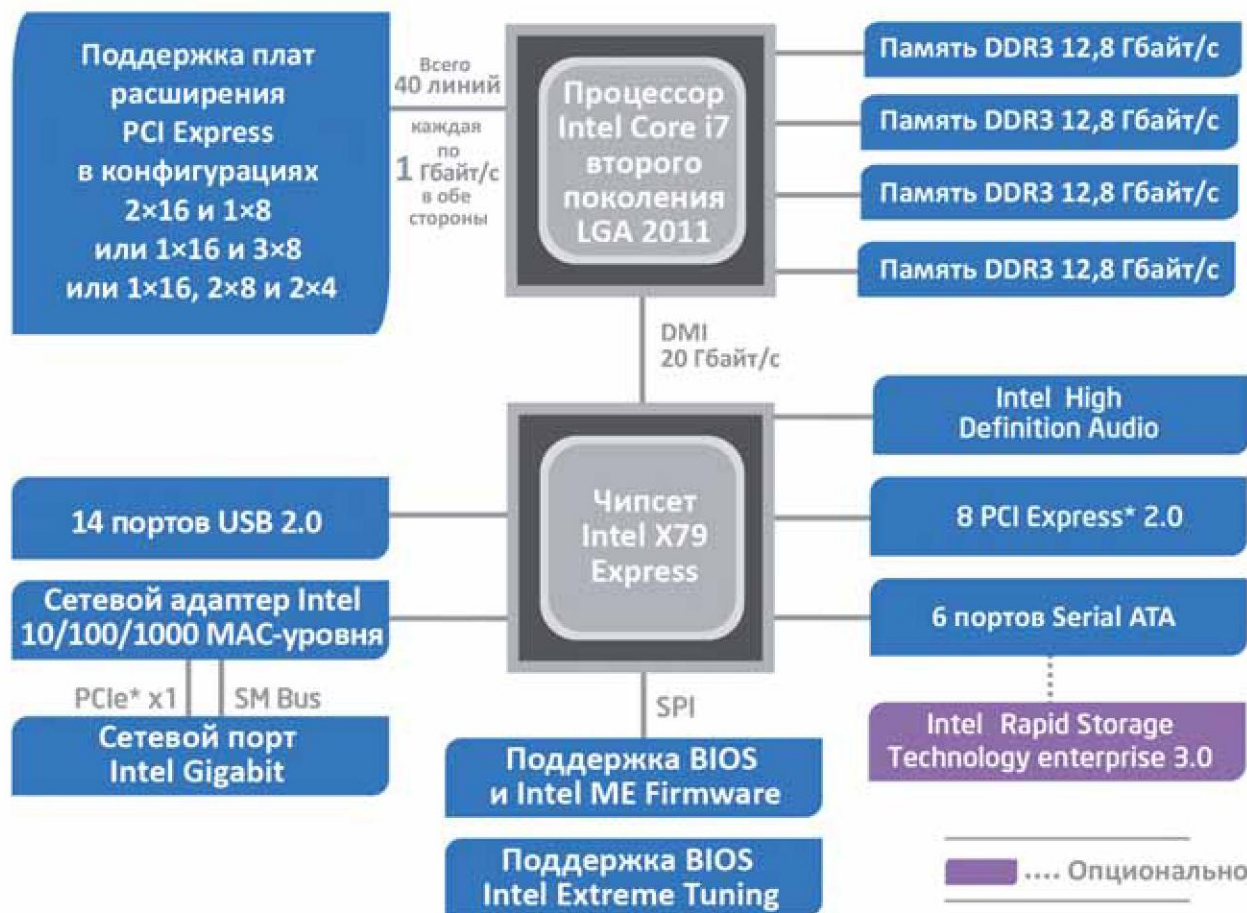 Поддержка плат
расширения
PCI Express
в конфигурациях
2×16 и 1×8
или 1×16 и 3×8
или 1×16, 2×8 и 2×4
Всего
40 линий
каждая
по
1 Гбайт/с
в обе
стороны
Процессор
Intel Core i7
второго
поколения
LGA 2011
Память DDR3 12,8 Гбайт/с
Память DDR3 12,8 Гбайт/с
Память DDR3 12,8 Гбайт/с
Память DDR3 12,8 Гбайт/с
DMI
20 Гбайт/с
Intel High
Definition Audio
14 портов USB 2.0
Чипсет
Intel X79
Express
8 PCI Express* 2.0
Сетевой адаптер Intel
10/100/1000 MAC-уровня
6 портов Serial ATA
PCIe* x1
SM Bus
SPI
Сетевой порт
Intel Gigabit
Поддержка BIOS
и Intel ME Firmware
Intel Rapid Storage
Technology enterprise 3.0
Поддержка BIOS
Intel Extreme Tuning
.... Опционально